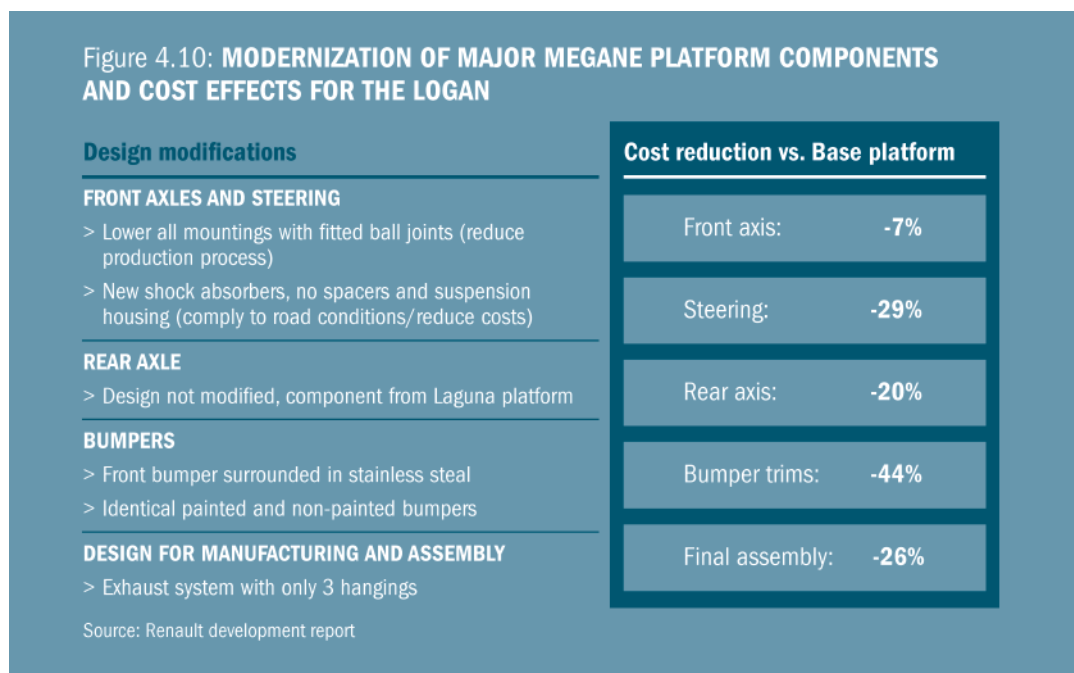 Figure 4.10: MODERNIZATION OF MAJOR MEGANE PLATFORM COMPONENTS
AND COST EFFECTS FOR THE LOGAN
Design modifications
FRONT AXLES AND STEERING
> Lower all mountings with fitted ball joints (reduce
production process)
> New shock absorbers, no spacers and suspension
housing (comply to road conditions/reduce costs)
REAR AXLE
> Design not modified, component from Laguna platform
BUMPERS
> Front bumper surrounded in stainless steal
> Identical painted and non-painted bumpers
DESIGN FOR MANUFACTURING AND ASSEMBLY
> Exhaust system with only 3 hangings
Source: Renault development report
Cost reduction vs. Base platform
Front axis: -7%
Steering: -29%
Rear axis: -20%
Bumper trims: -44%
Final assembly: -26%